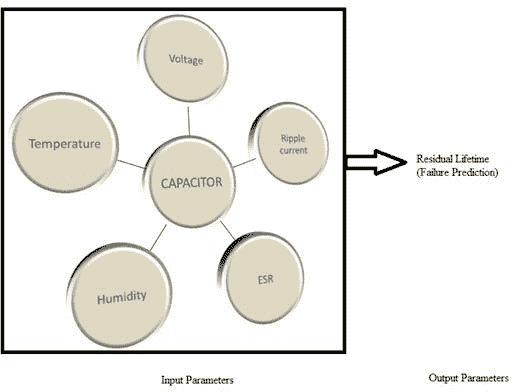 Voltage
Temperature
Ripple
current
CAPACITOR
Humidity
ESR
Residual Lifetime
(Failure Prediction)
Input Parameters
Output Parameters